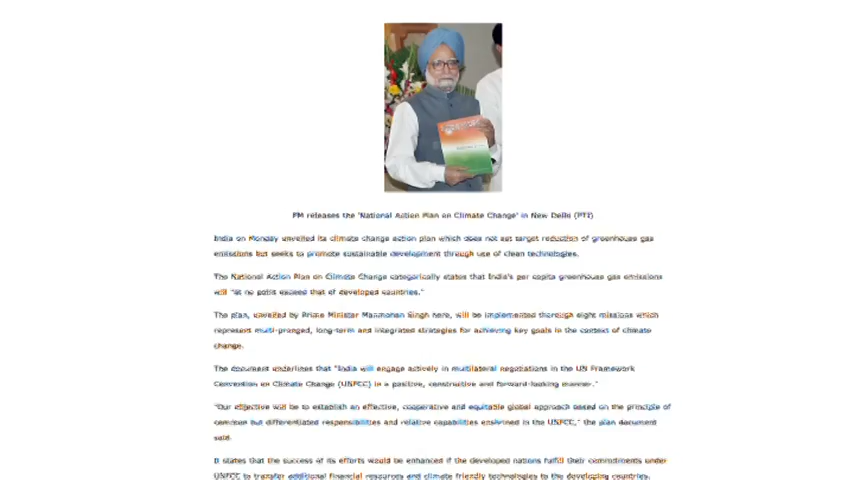 PM releases the 'National Action Plan on Climate Change' in New Delhi (PTI)
India on Monday unveiled its climate change action plan which does not set target reduction of greenhouse gas
emissions but seeks to promote sustainable development through use of clean technologies.
The National Action Plan on Climate Change categorically states that India's per capita greenhouse gas emissions
will "at no point exceed that of developed countries."
The plan, unveiled by Prime Minister Manmohan Singh here, will be implemented thorough eight missions which
represent multi-pronged, long-term and integrated strategies for achieving key goals in the context of climate
change.
The document underlines that "India will engage actively in multilateral negotiations in the UN Framework
Convention on Climate Change (UNFCC) in a positive, constructive and forward-looking manner."
"Our objective will be to establish an effective, cooperative and equitable global approach based on the principle of
common but differentiated responsibilities and relative capabilities enshrined in the UNFCC," the plan document
said.
It states that the success of its efforts would be enhanced if the developed nations fulfil their commitments under
UNFCC to transfer additional financial resources and climate friendly technologies to the developing countries.